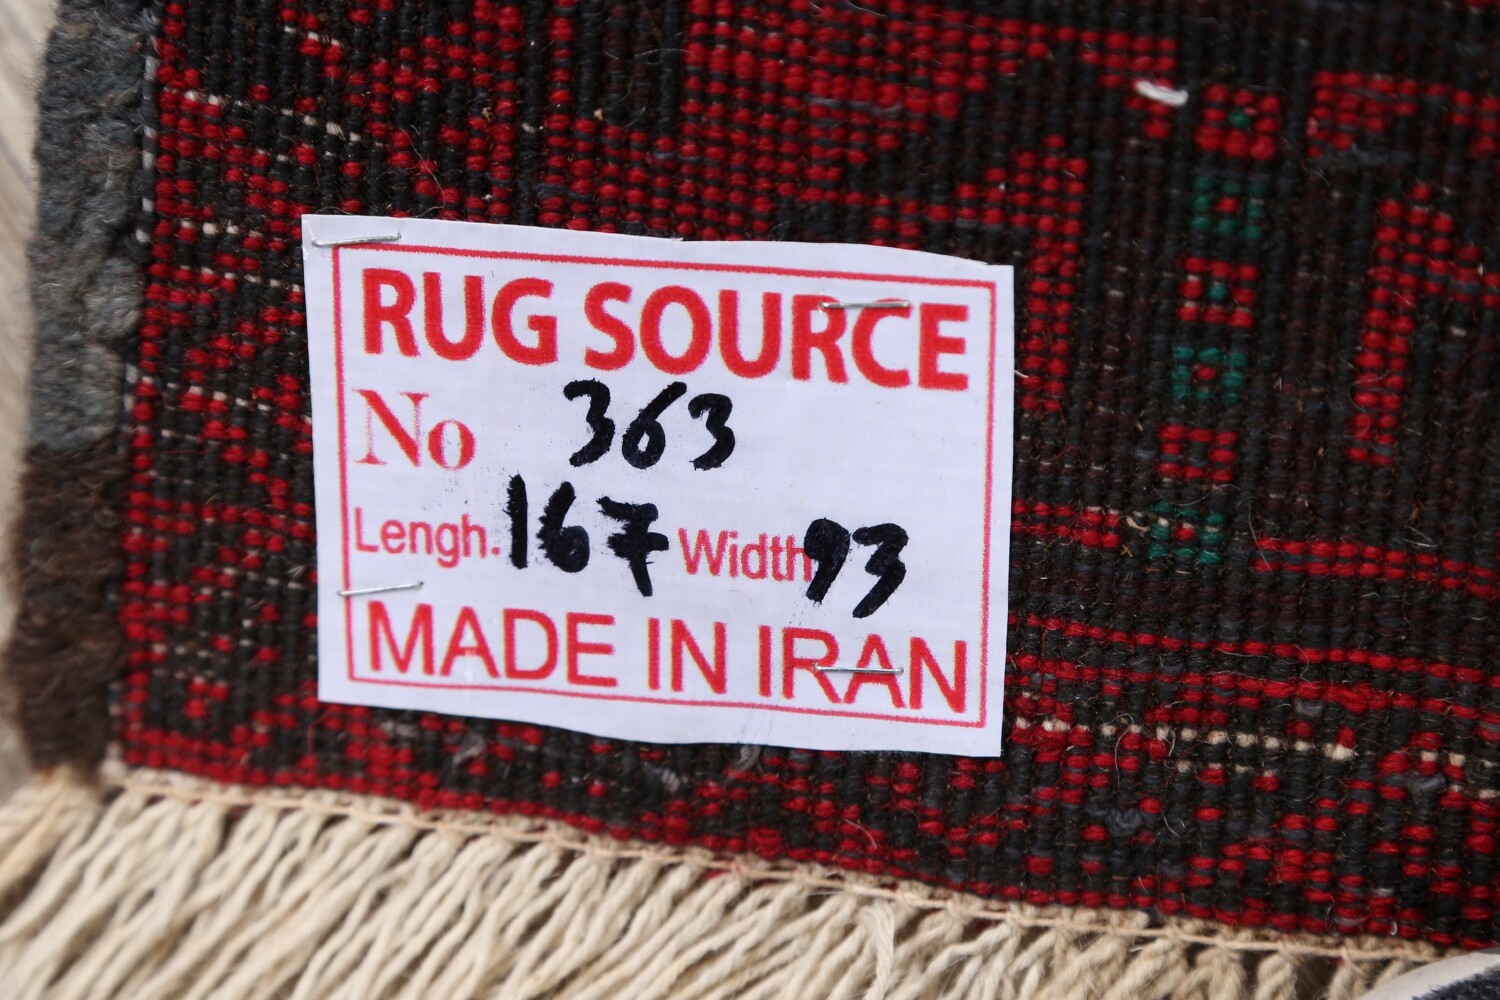 RUG SOURCE
No 363
Lengh. 167 Width 93
MADE IN IRAN